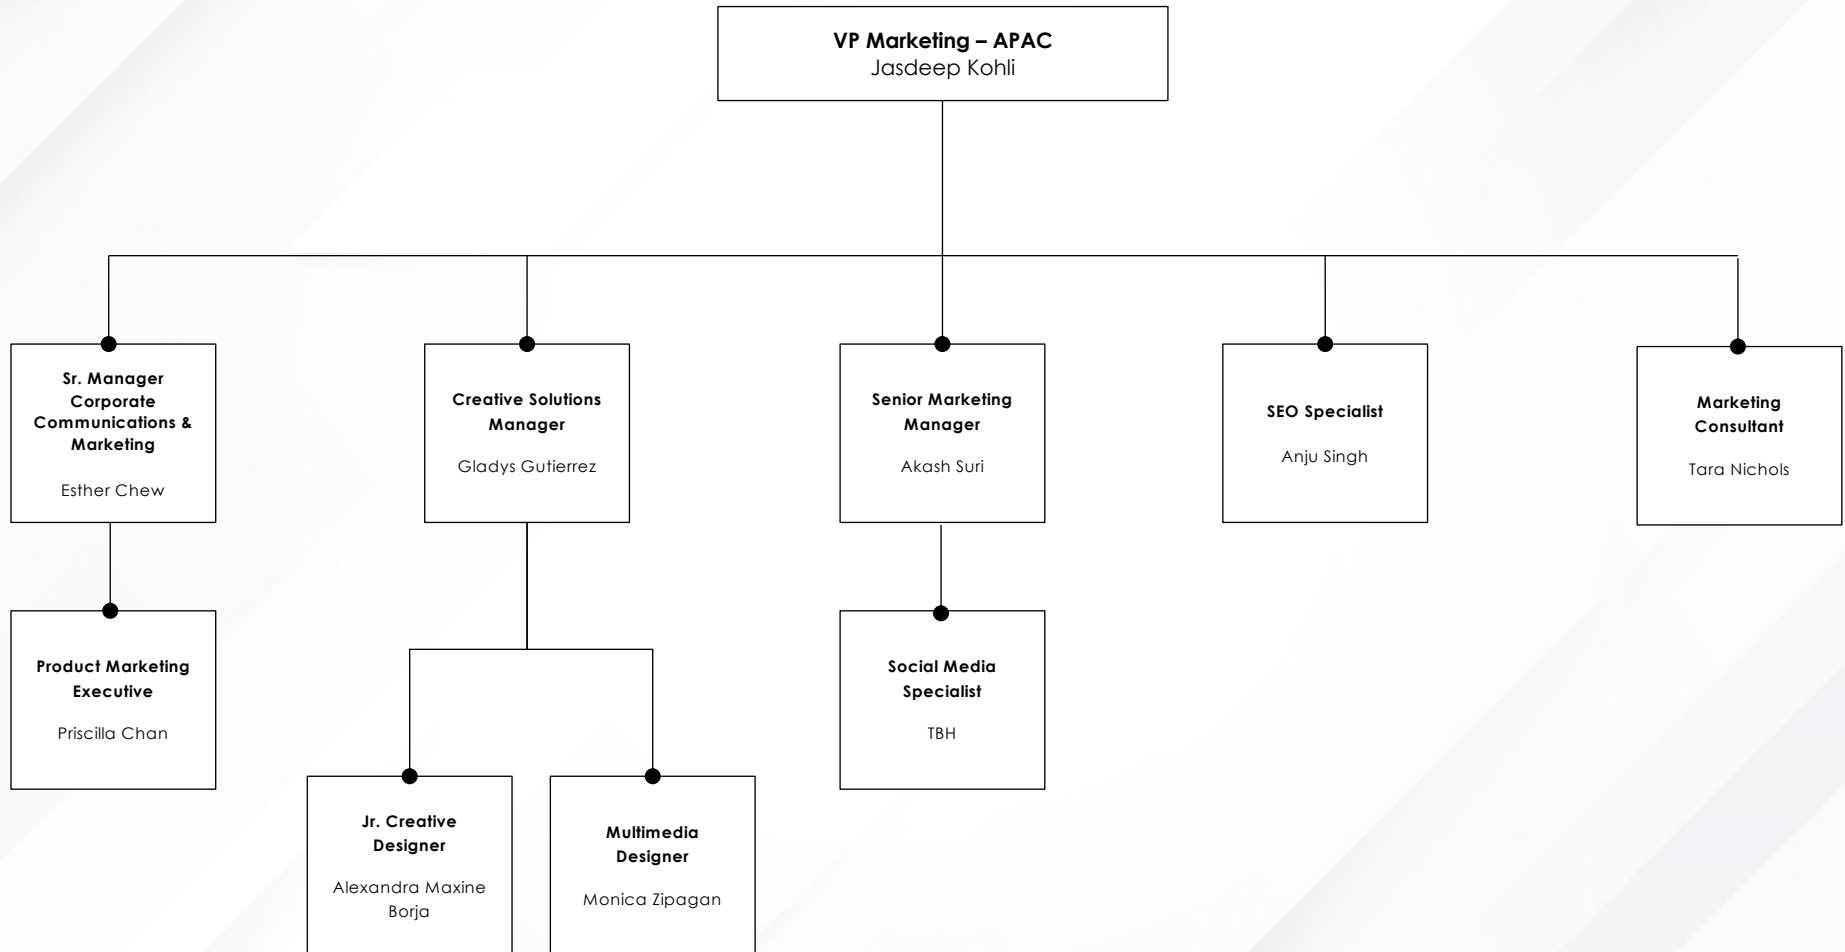 VP Marketing – APAC
Jasdeep Kohli
Sr. Manager
Corporate
Communications &
Marketing
Esther Chew
Creative Solutions
Manager
Gladys Gutierrez
Senior Marketing
Manager
Akash Suri
SEO Specialist
Anju Singh
Marketing
Consultant
Tara Nichols
Product Marketing
Executive
Priscilla Chan
Social Media
Specialist
TBH
Jr. Creative
Designer
Alexandra Maxine
Borja
Multimedia
Designer
Monica Zipagan